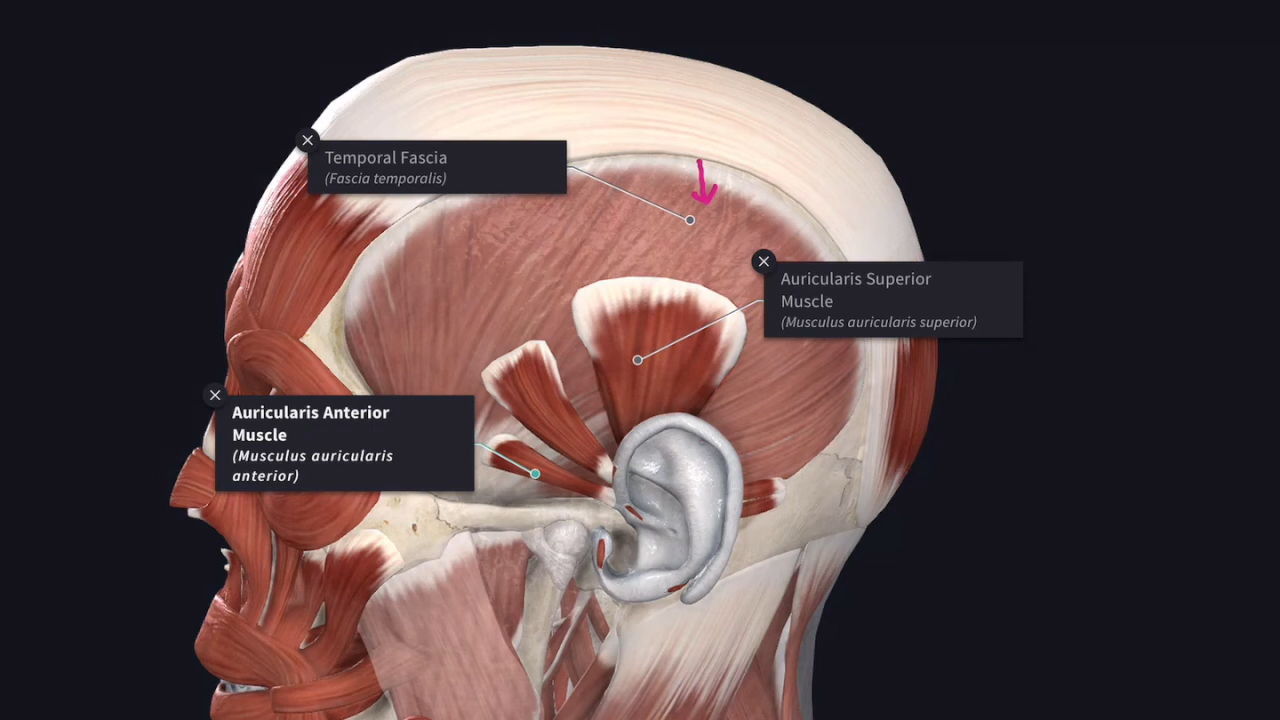 Temporal Fascia
(Fascia temporalis)
Auricularis Superior
Muscle
(Musculus auricularis superior)
Auricularis Anterior
Muscle
(Musculus auricularis
anterior)